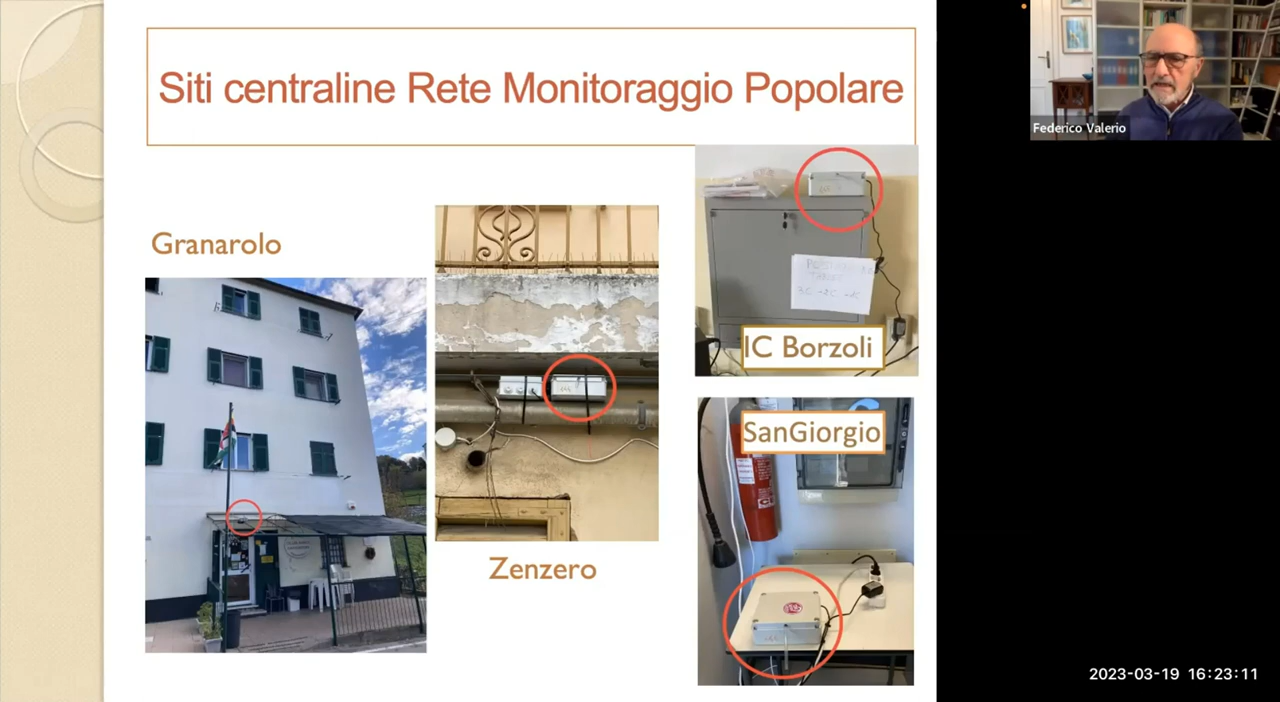 Siti centraline Rete Monitoraggio Popolare
Federico Valerio
Granarolo
IC Borzoli
SanGiorgio
Zenzero
2023-03-19 16:23:11